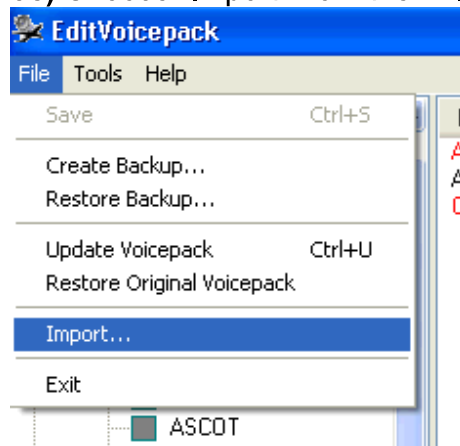 EditVoicepack
File Tools Help
Save Ctrl+S
Create Backup...
Restore Backup...
Update Voicepack Ctrl+U
Restore Original Voicepack
Import...
Exit
ASCOT